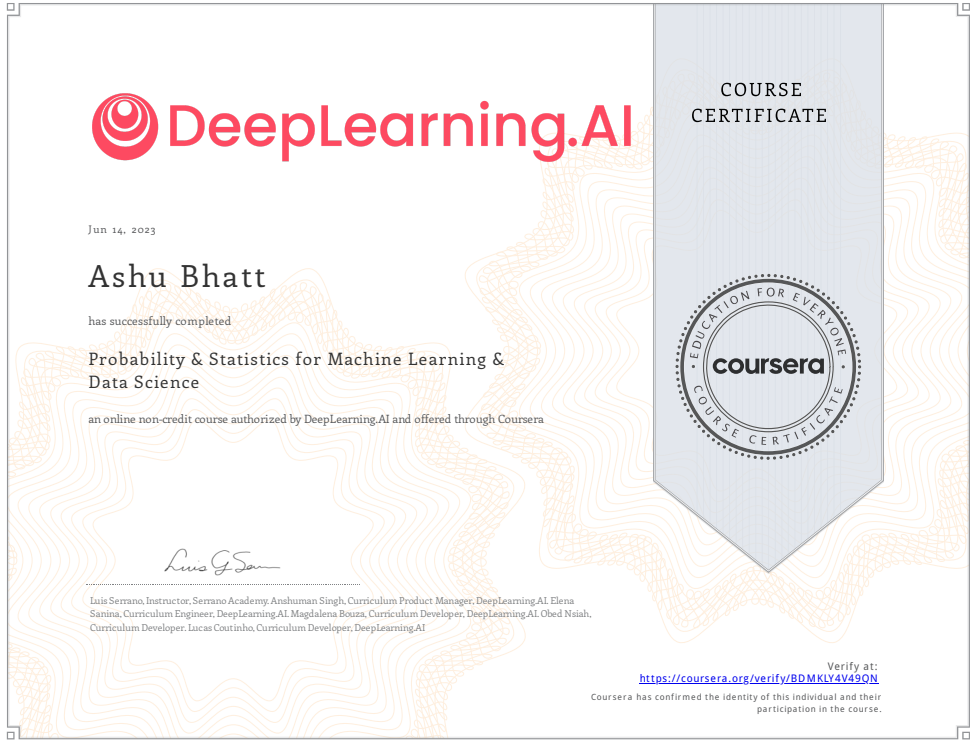 DeepLearning.AI
COURSE
CERTIFICATE
Jun 14, 2023
Ashu Bhatt
has successfully completed
Probability & Statistics for Machine Learning &
Data Science
an online non-credit course authorized by DeepLearning.AI and offered through Coursera
EDUCATION FOR EVERYONE
coursera
COURSE CERTIFICATE
Luis G Serrano
Luis Serrano, Instructor, Serrano Academy. Anshuman Singh, Curriculum Product Manager, DeepLearning.AI. Elena
Sanina, Curriculum Engineer, DeepLearning.AI. Magdalena Bouza, Curriculum Developer, DeepLearning.AI. Obed Nsiah,
Curriculum Developer. Lucas Coutinho, Curriculum Developer, DeepLearning.AI
Verify at:
https://coursera.org/verify/BDMKLY4V49QN
Coursera has confirmed the identity of this individual and their
participation in the course.